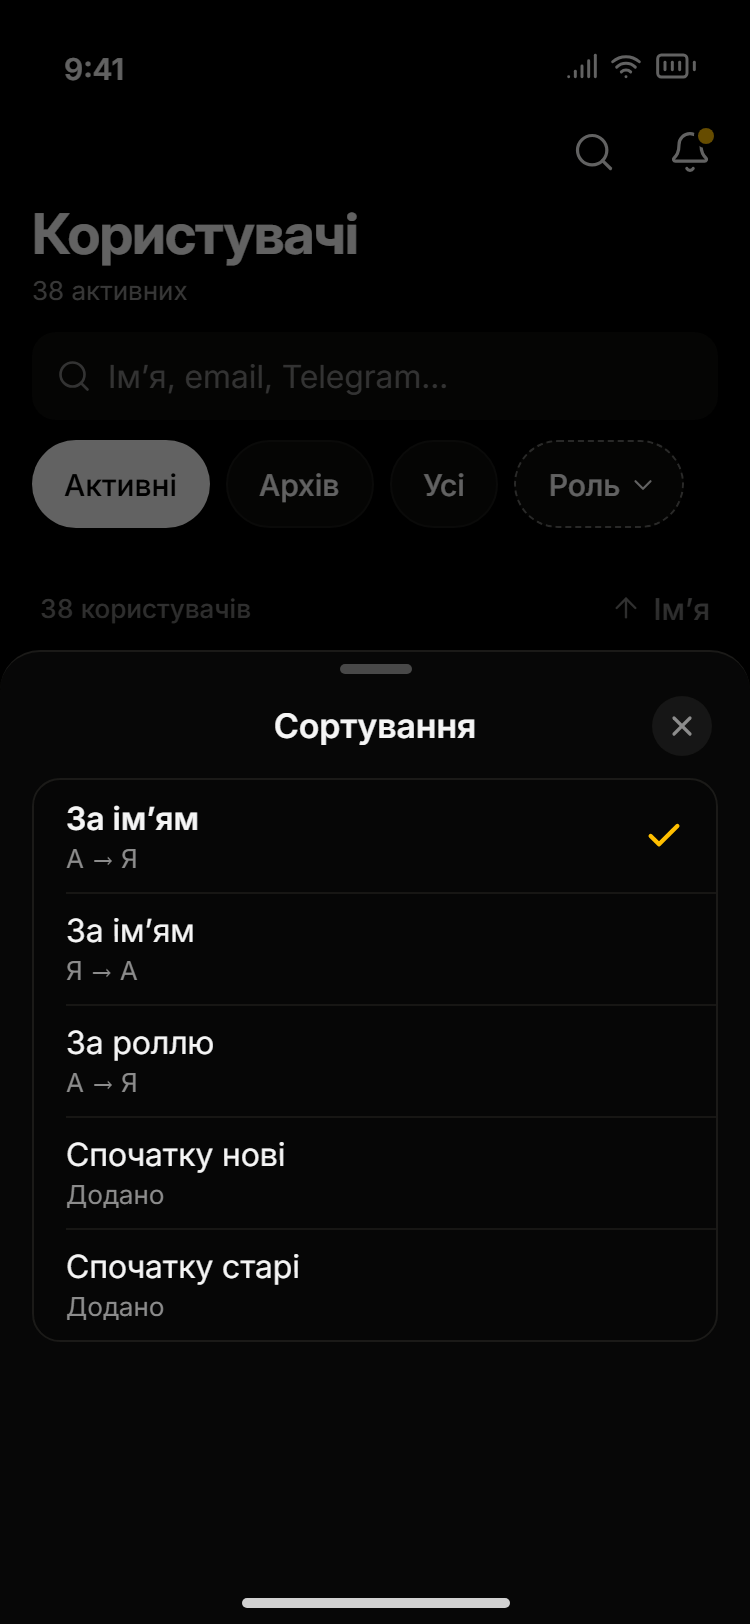 9:41
Користувачі
38 активних
Ім’я, email, Telegram...
Активні Архів Усі Роль
38 користувачів ↑ Ім’я
Сортування
За ім’ям
А → Я
За ім’ям
Я → А
За роллю
А → Я
Спочатку нові
Додано
Спочатку старі
Додано